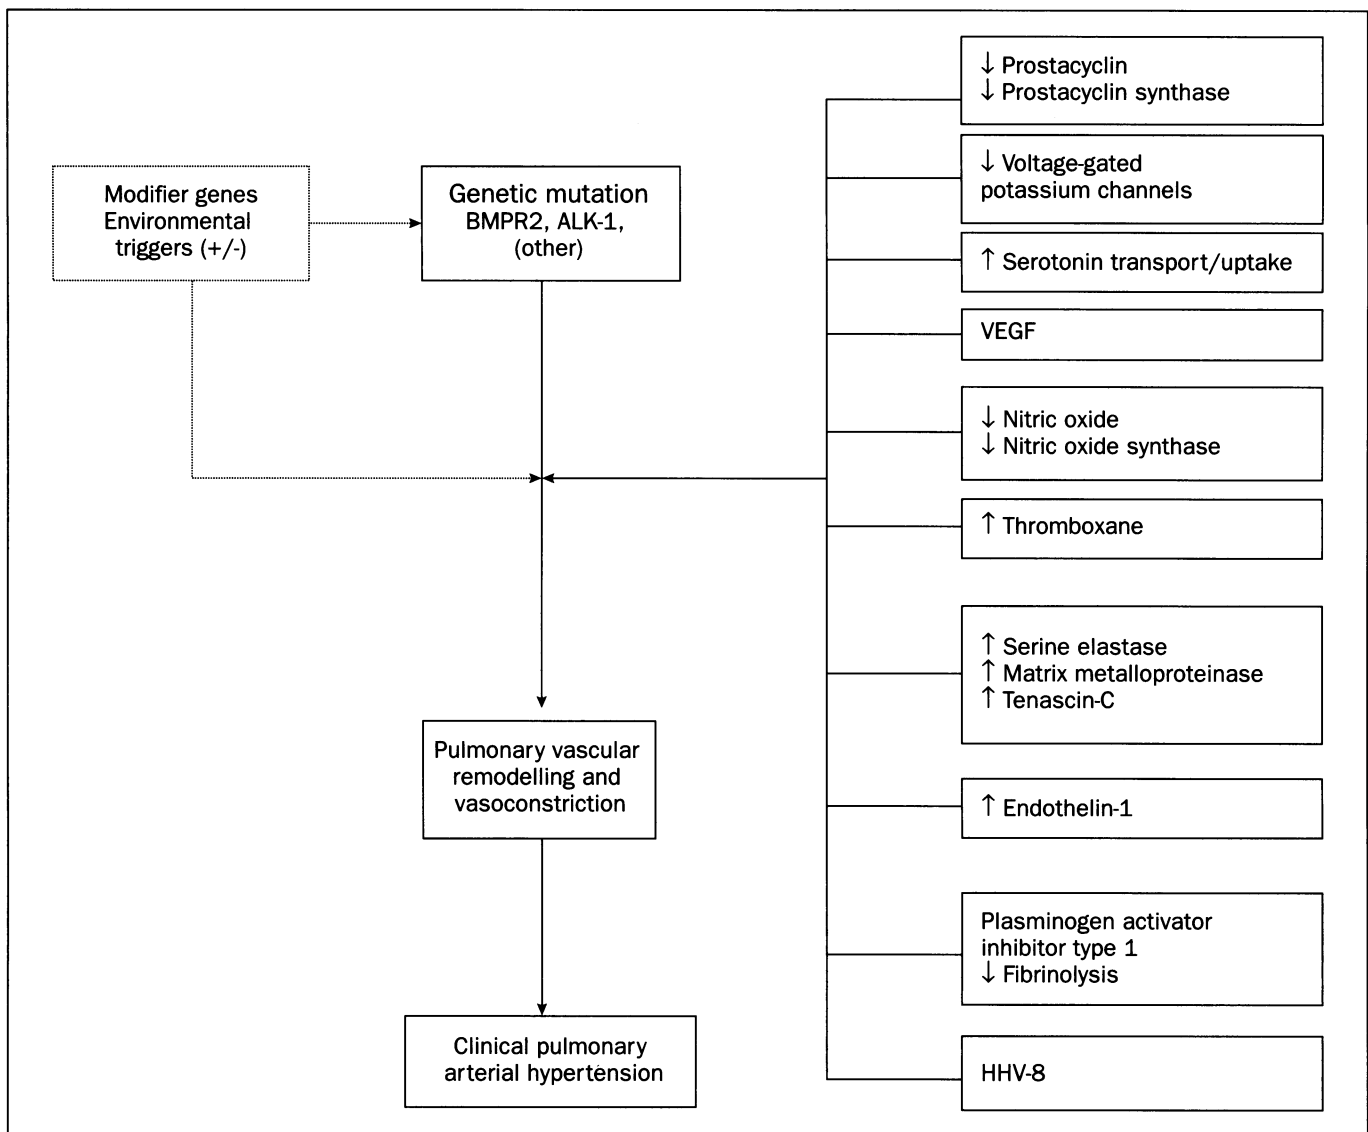 Modifier genes
Environmental
triggers (+/-)
Genetic mutation
BMPR2, ALK-1,
(other)
Pulmonary vascular
remodelling and
vasoconstriction
Clinical pulmonary
arterial hypertension
↓ Prostacyclin
↓ Prostacyclin synthase
↓ Voltage-gated
potassium channels
↑ Serotonin transport/uptake
VEGF
↓ Nitric oxide
↓ Nitric oxide synthase
↑ Thromboxane
↑ Serine elastase
↑ Matrix metalloproteinase
↑ Tenascin-C
↑ Endothelin-1
Plasminogen activator
inhibitor type 1
↓ Fibrinolysis
HHV-8